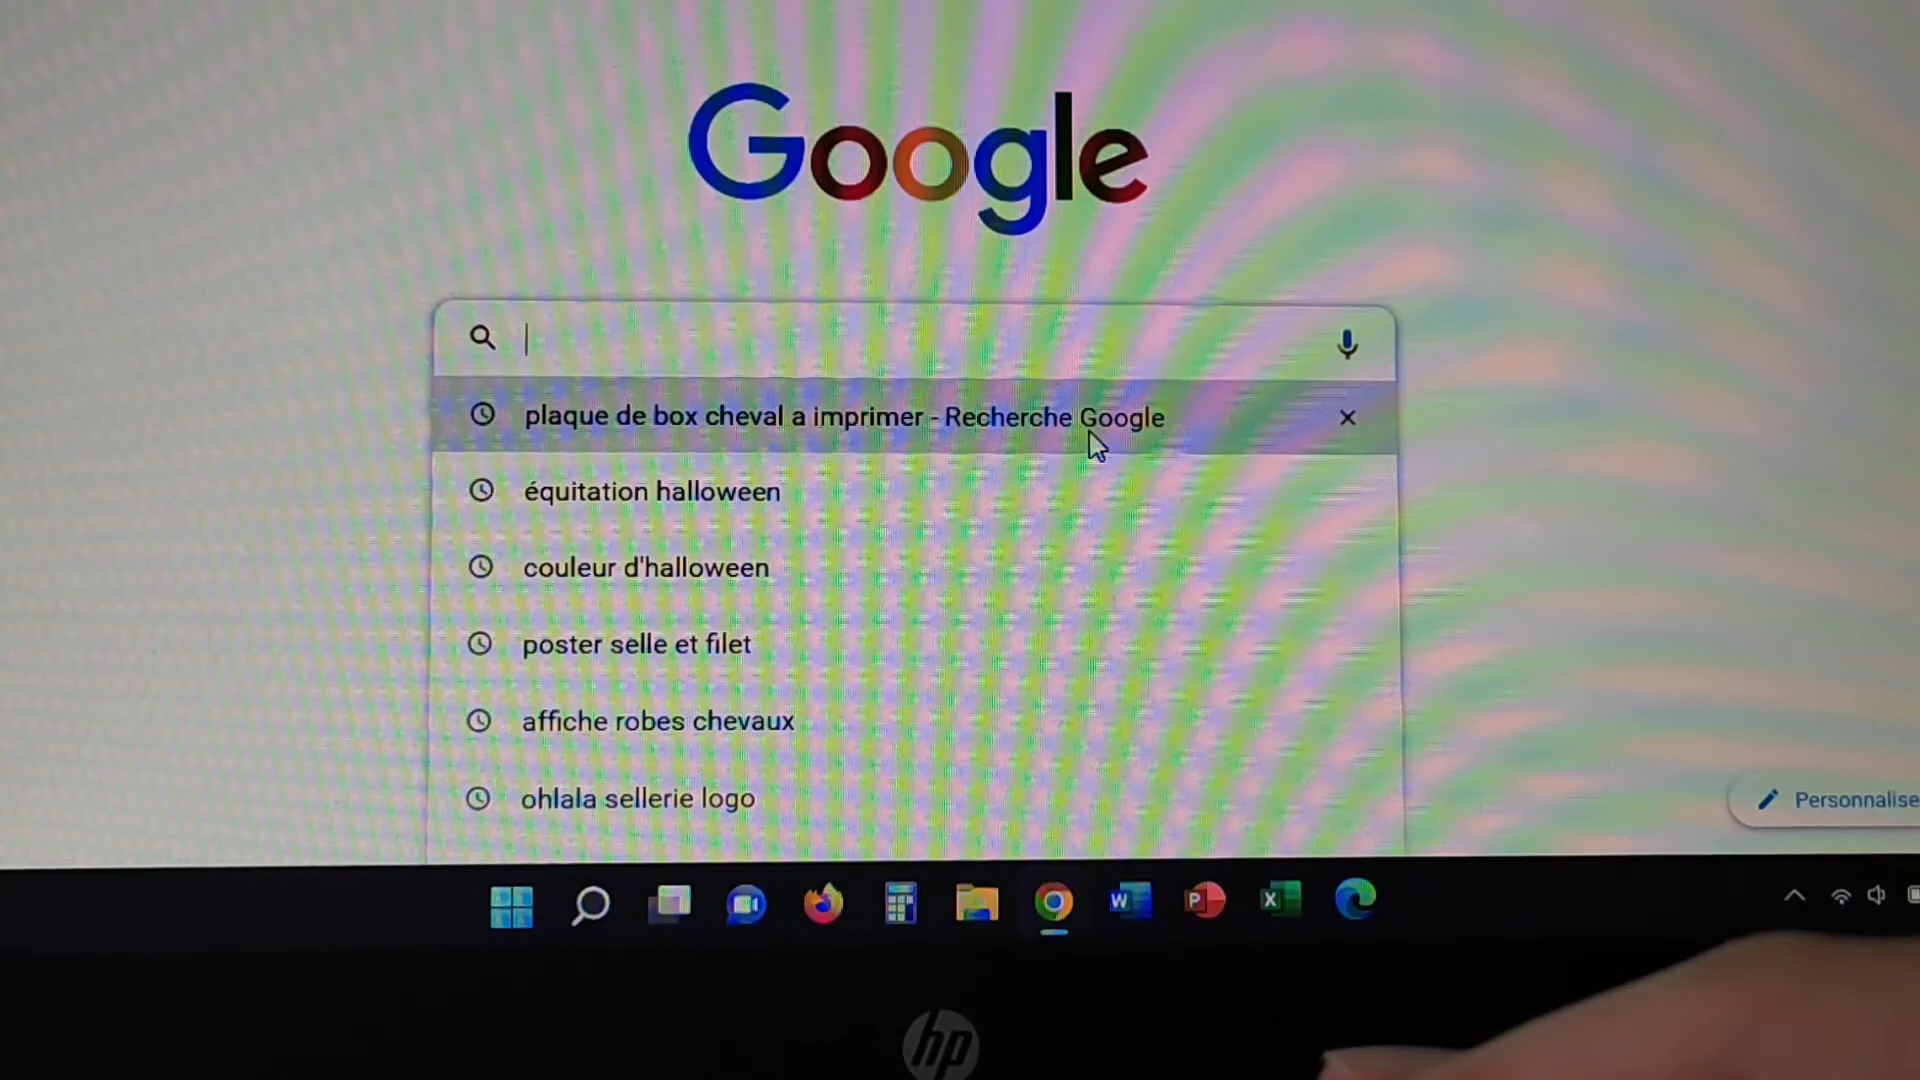 Google
plaque de box cheval a imprimer - Recherche Google
équitation halloween
couleur d'halloween
poster selle et filet
affiche robes chevaux
ohlala sellerie logo
Personnalise
W
P
X
hp